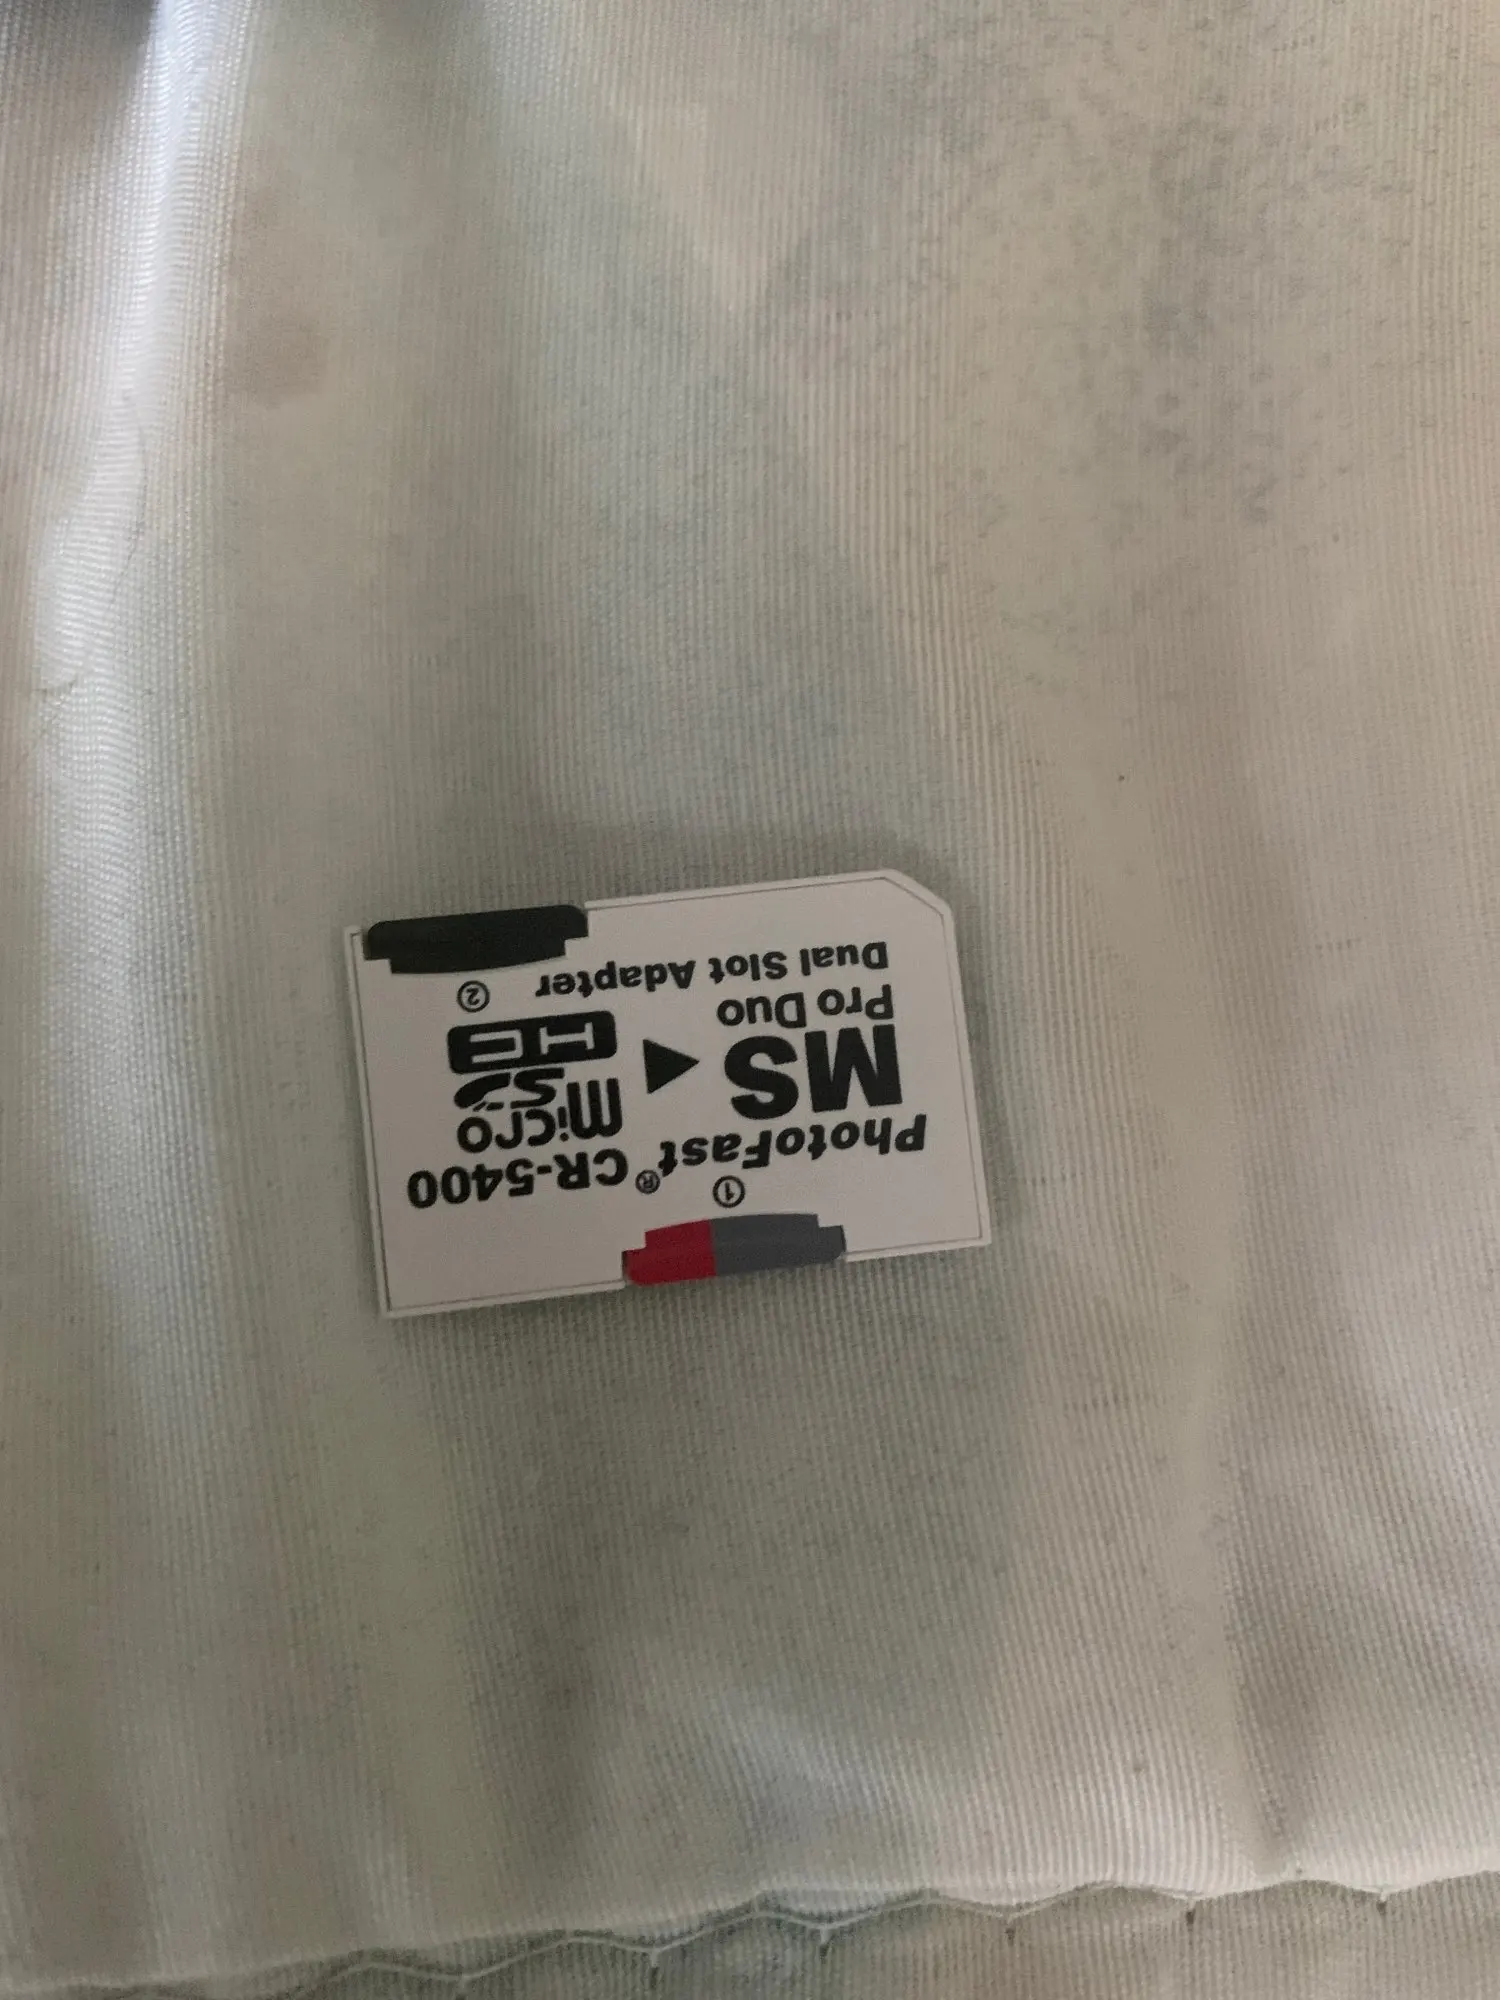 ①
PhotoFast® CR-5400
MS
Pro Duo
micro
SD
HC
Dual Slot Adapter
②